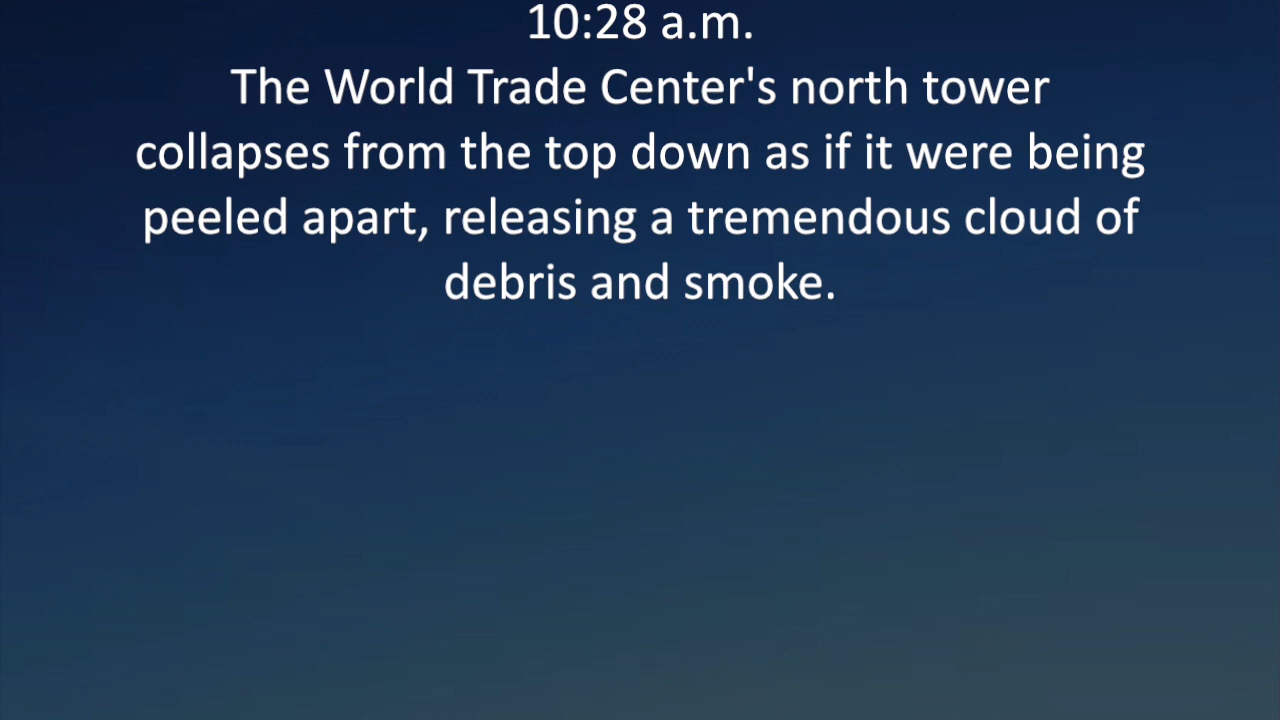 10:28 a.m.
The World Trade Center's north tower
collapses from the top down as if it were being
peeled apart, releasing a tremendous cloud of
debris and smoke.